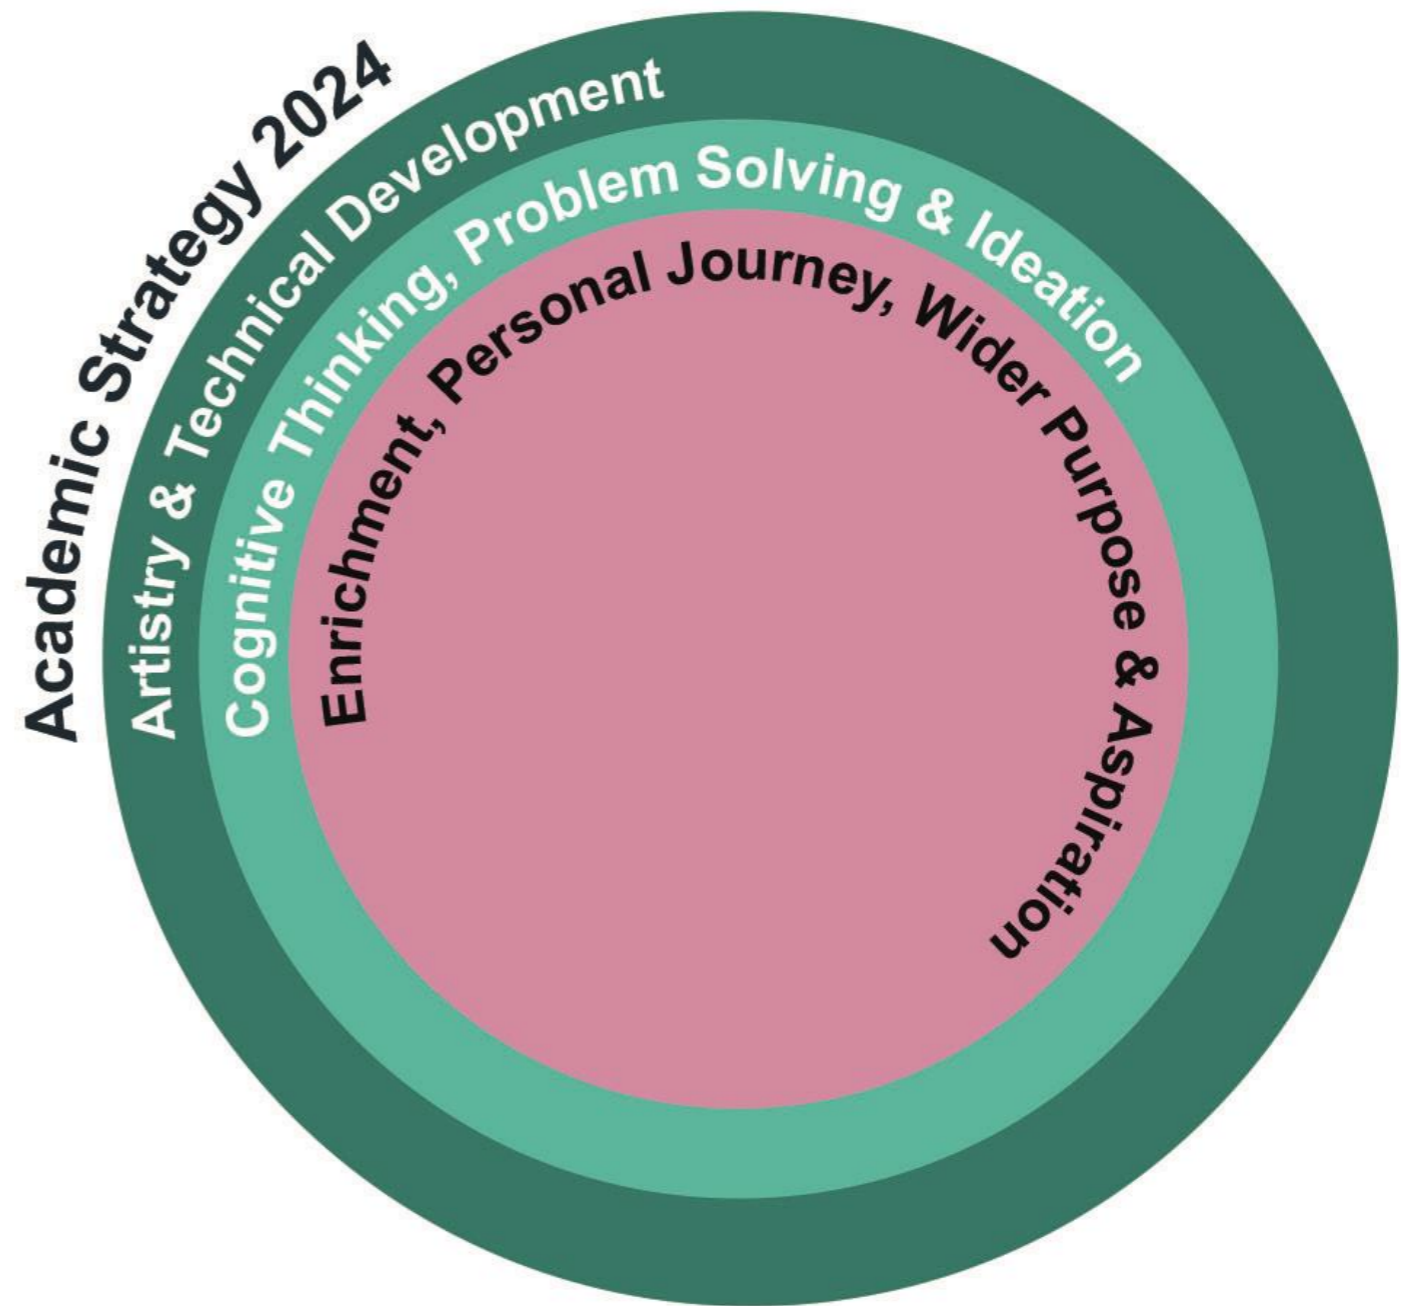 Academic Strategy 2024
Artistry & Technical Development
Cognitive Thinking, Problem Solving & Ideation
Enrichment, Personal Journey, Wider Purpose & Aspiration